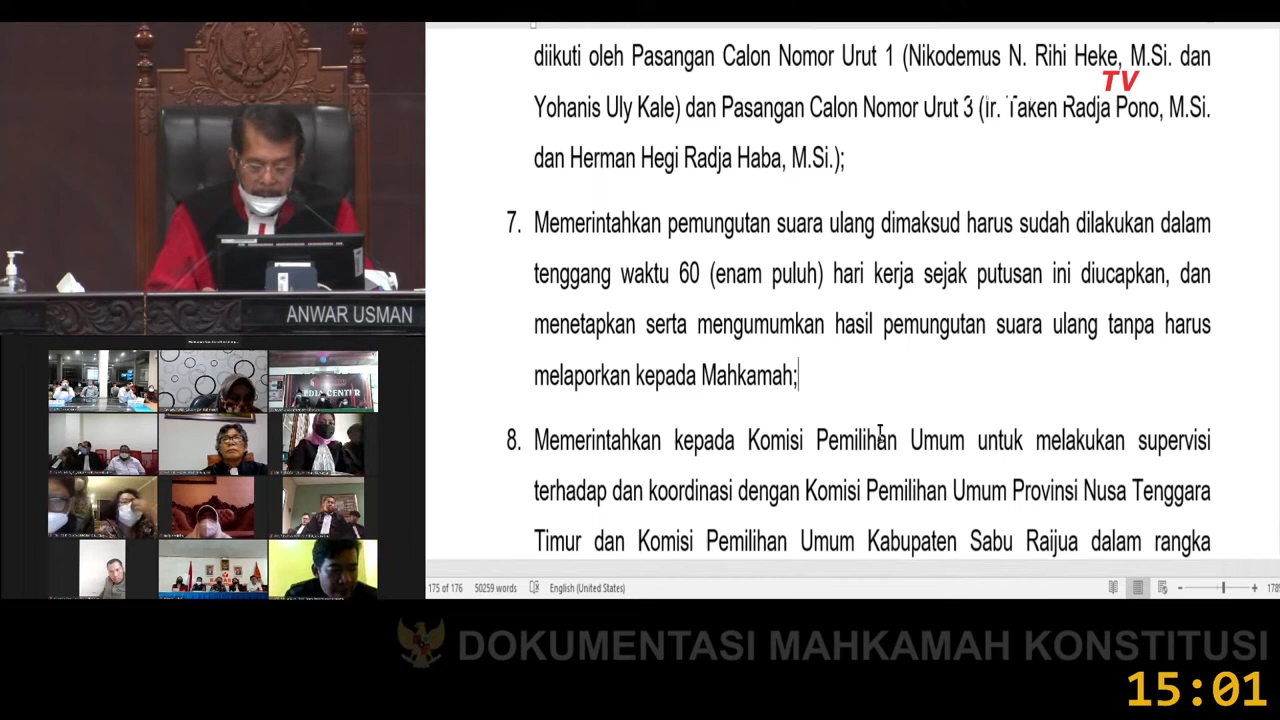 TV
diikuti oleh Pasangan Calon Nomor Urut 1 (Nikodemus N. Rihi Heke, M.Si. dan
Yohanis Uly Kale) dan Pasangan Calon Nomor Urut 3 (Ir. Taken Radja Pono, M.Si.
dan Herman Hegi Radja Haba, M.Si.);
7. Memerintahkan pemungutan suara ulang dimaksud harus sudah dilakukan dalam
tenggang waktu 60 (enam puluh) hari kerja sejak putusan ini diucapkan, dan
menetapkan serta mengumumkan hasil pemungutan suara ulang tanpa harus
melaporkan kepada Mahkamah;
8. Memerintahkan kepada Komisi Pemilihan Umum untuk melakukan supervisi
terhadap dan koordinasi dengan Komisi Pemilihan Umum Provinsi Nusa Tenggara
Timur dan Komisi Pemilihan Umum Kabupaten Sabu Raijua dalam rangka
175 of 176 50259 words English (United States) 178
ANWAR USMAN
EDIA CENTER
DOKUMENTASI MAHKAMAH KONSTITUSI
15:01